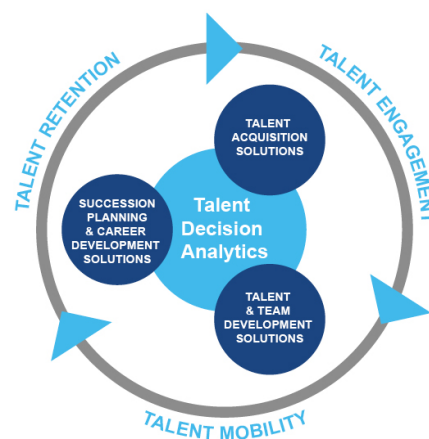 TALENT RETENTION
TALENT ENGAGEMENT
TALENT
ACQUISITION
SOLUTIONS
SUCCESSION
PLANNING
& CAREER
DEVELOPMENT
SOLUTIONS
Talent
Decision
Analytics
TALENT
& TEAM
DEVELOPMENT
SOLUTIONS
TALENT MOBILITY